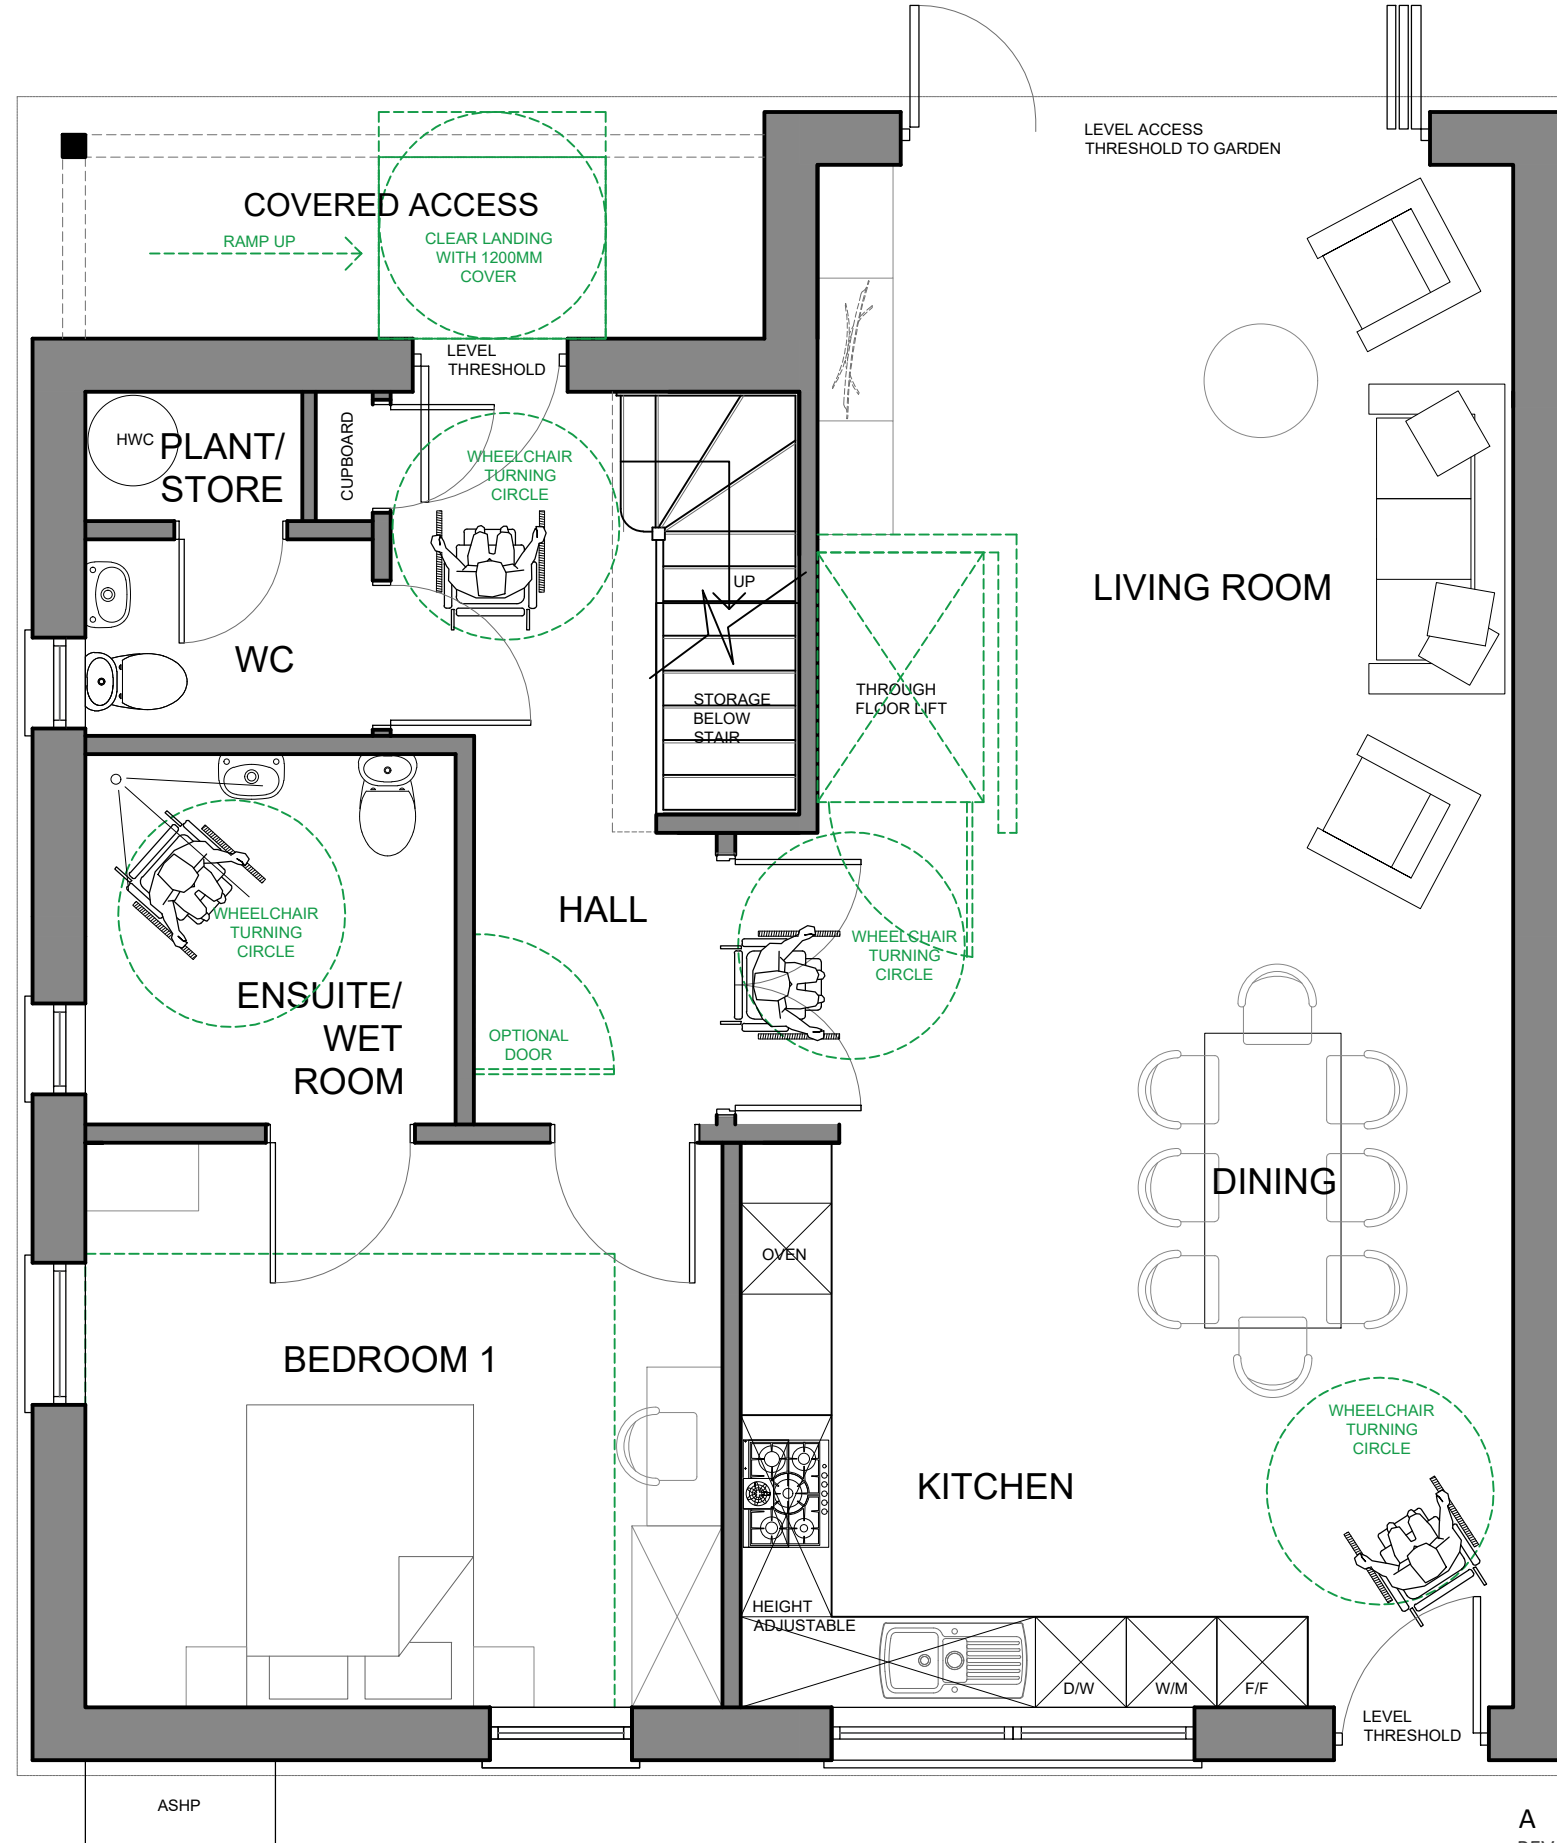 LEVEL ACCESS
THRESHOLD TO GARDEN
COVERED ACCESS
RAMP UP
CLEAR LANDING
WITH 1200MM
COVER
LEVEL
THRESHOLD
HWC
PLANT/
STORE
CUPBOARD
WHEELCHAIR
TURNING
CIRCLE
UP
LIVING ROOM
WC
STORAGE
BELOW
STAIR
THROUGH
FLOOR LIFT
HALL
WHEELCHAIR
TURNING
CIRCLE
WHEELCHAIR
TURNING
CIRCLE
ENSUITE/
WET
ROOM
OPTIONAL
DOOR
DINING
OVEN
BEDROOM 1
WHEELCHAIR
TURNING
CIRCLE
KITCHEN
HEIGHT
ADJUSTABLE
D/W
W/M
F/F
LEVEL
THRESHOLD
ASHP
A